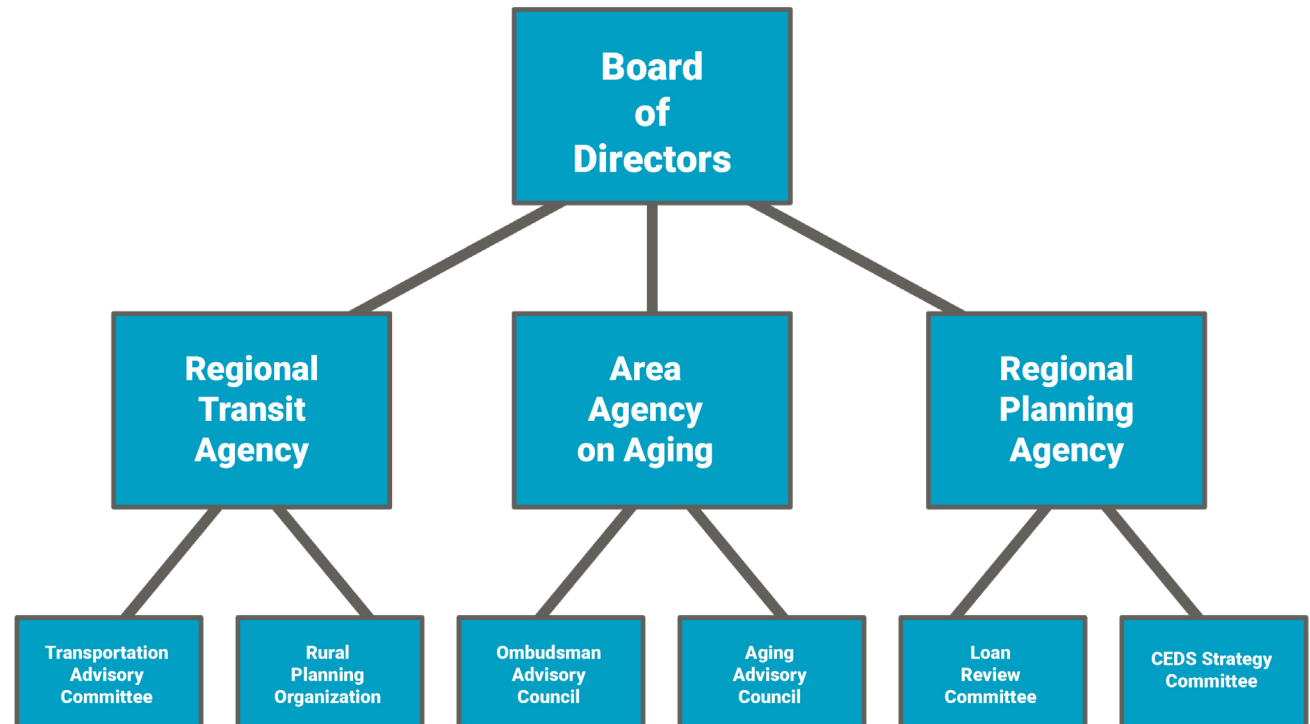 Board
of
Directors
Regional
Transit
Agency
Area
Agency
on Aging
Regional
Planning
Agency
Transportation
Advisory
Committee
Rural
Planning
Organization
Ombudsman
Advisory
Council
Aging
Advisory
Council
Loan
Review
Committee
CEDS Strategy
Committee